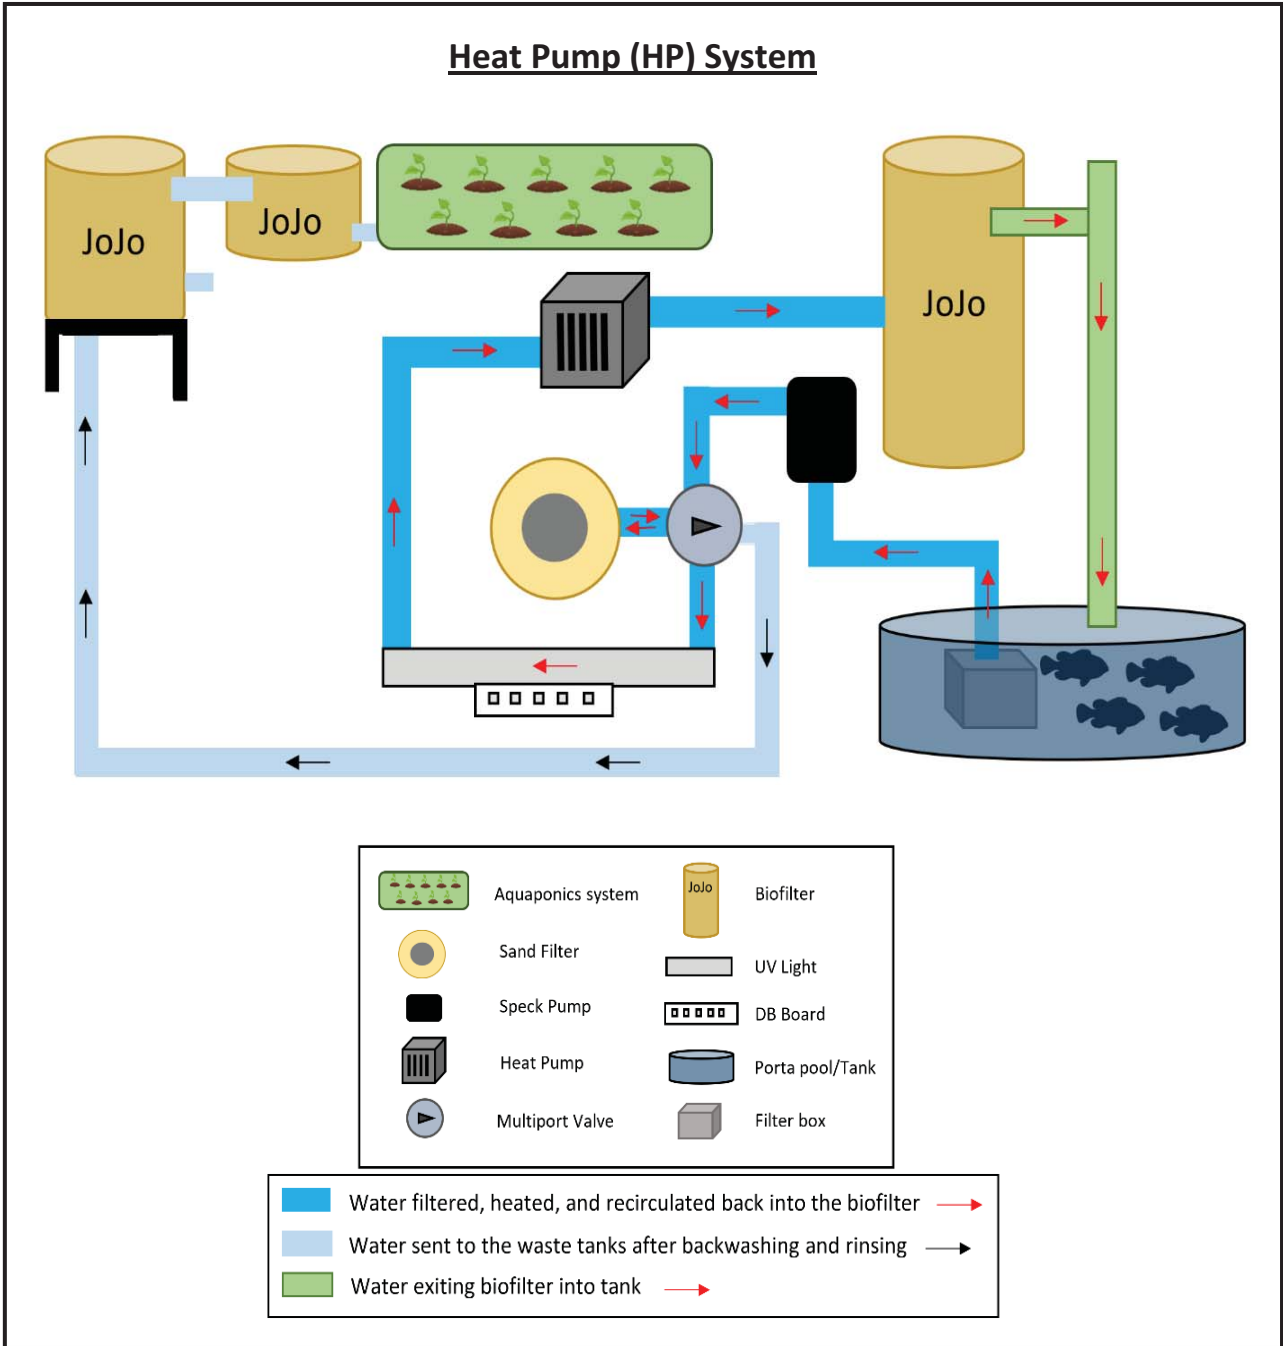 Heat Pump (HP) System
JoJo
JoJo
JoJo
Aquaponics system
JoJo
Biofilter
Sand Filter
UV Light
Speck Pump
DB Board
Heat Pump
Porta pool/Tank
Multiport Valve
Filter box
Water filtered, heated, and recirculated back into the biofilter
Water sent to the waste tanks after backwashing and rinsing
Water exiting biofilter into tank